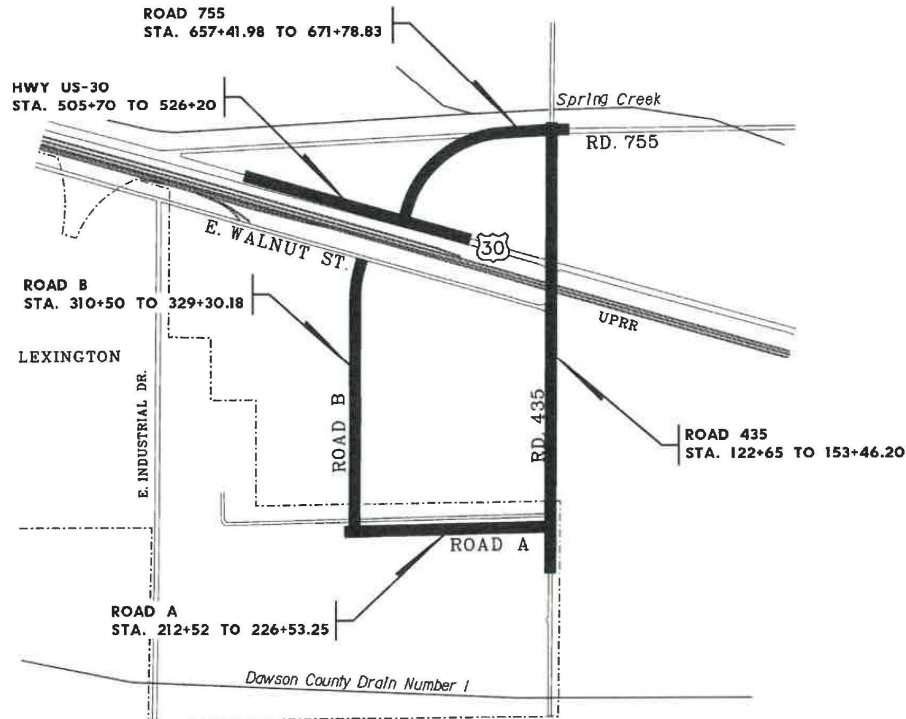 ROAD 755
STA. 657+41.98 TO 671+78.83
HWY US-30
STA. 505+70 TO 526+20
Spring Creek
RD. 755
E. WALNUT ST.
30
ROAD B
STA. 310+50 TO 329+30.18
UPRR
LEXINGTON
E. INDUSTRIAL DR.
ROAD B
RD. 435
ROAD 435
STA. 122+65 TO 153+46.20
ROAD A
ROAD A
STA. 212+52 TO 226+53.25
Dawson County Drain Number 1